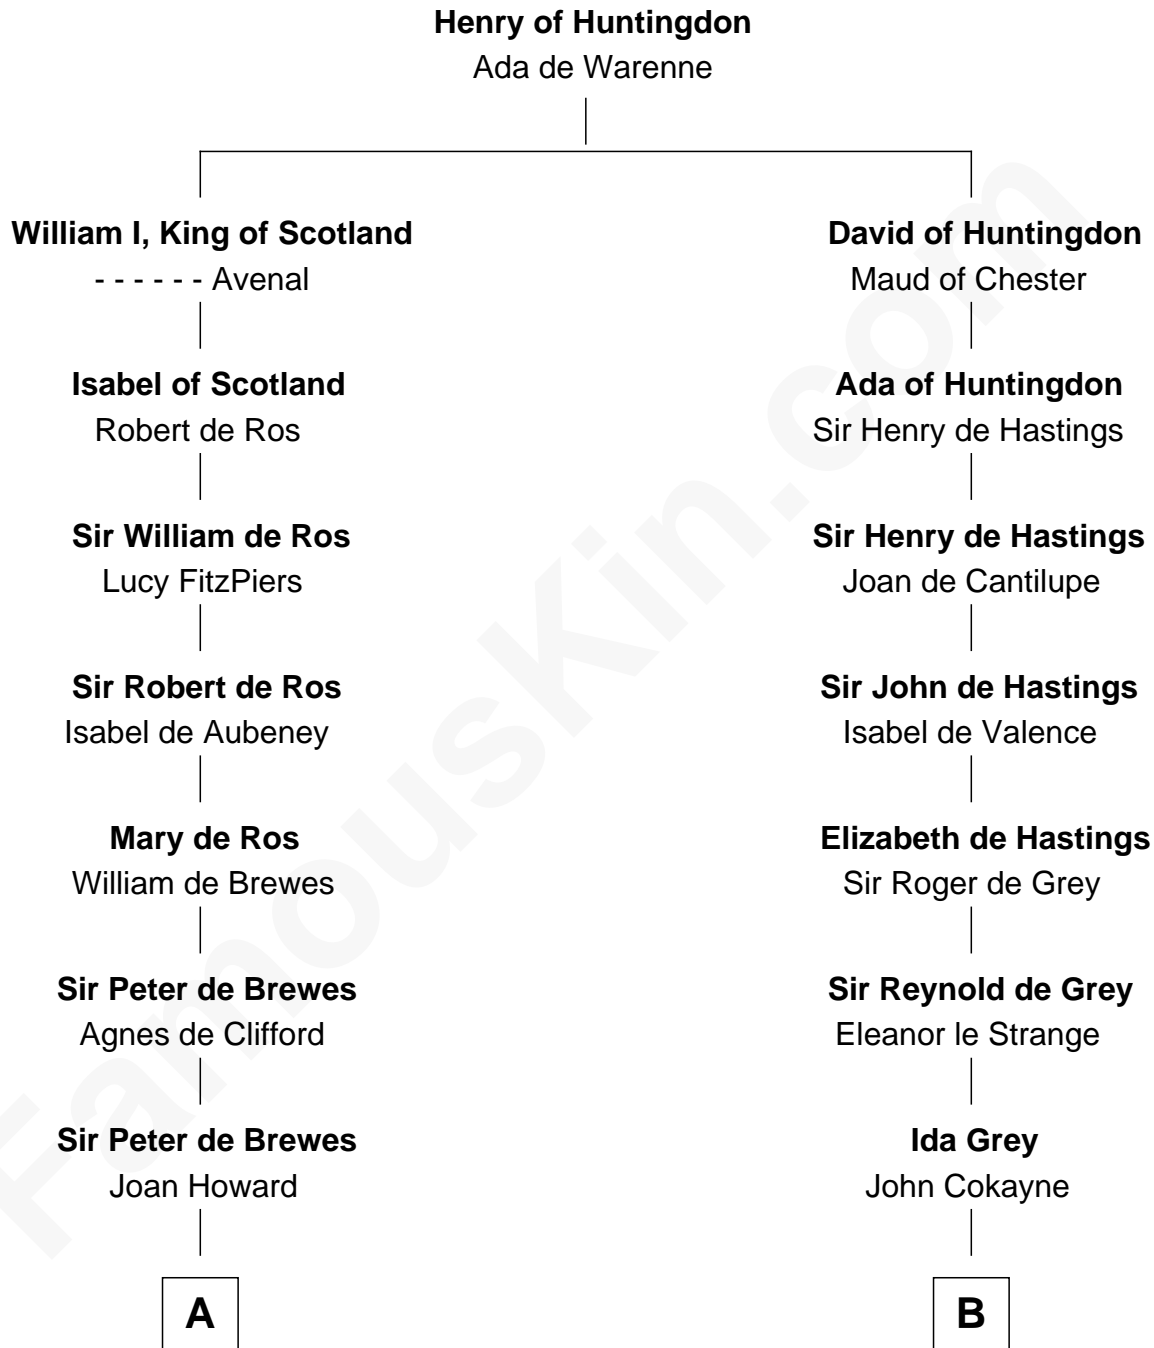 Henry of Huntingdon
Ada de Warenne
William I, King of Scotland
- - - - - - Avenal
David of Huntingdon
Maud of Chester
Isabel of Scotland
Robert de Ros
Ada of Huntingdon
Sir Henry de Hastings
Sir William de Ros
Lucy FitzPiers
Sir Henry de Hastings
Joan de Cantilupe
Sir Robert de Ros
Isabel de Aubeney
Sir John de Hastings
Isabel de Valence
Mary de Ros
William de Brewes
Elizabeth de Hastings
Sir Roger de Grey
Sir Peter de Brewes
Agnes de Clifford
Sir Reynold de Grey
Eleanor le Strange
Sir Peter de Brewes
Joan Howard
Ida Grey
John Cokayne
A
B
FamousKin.com